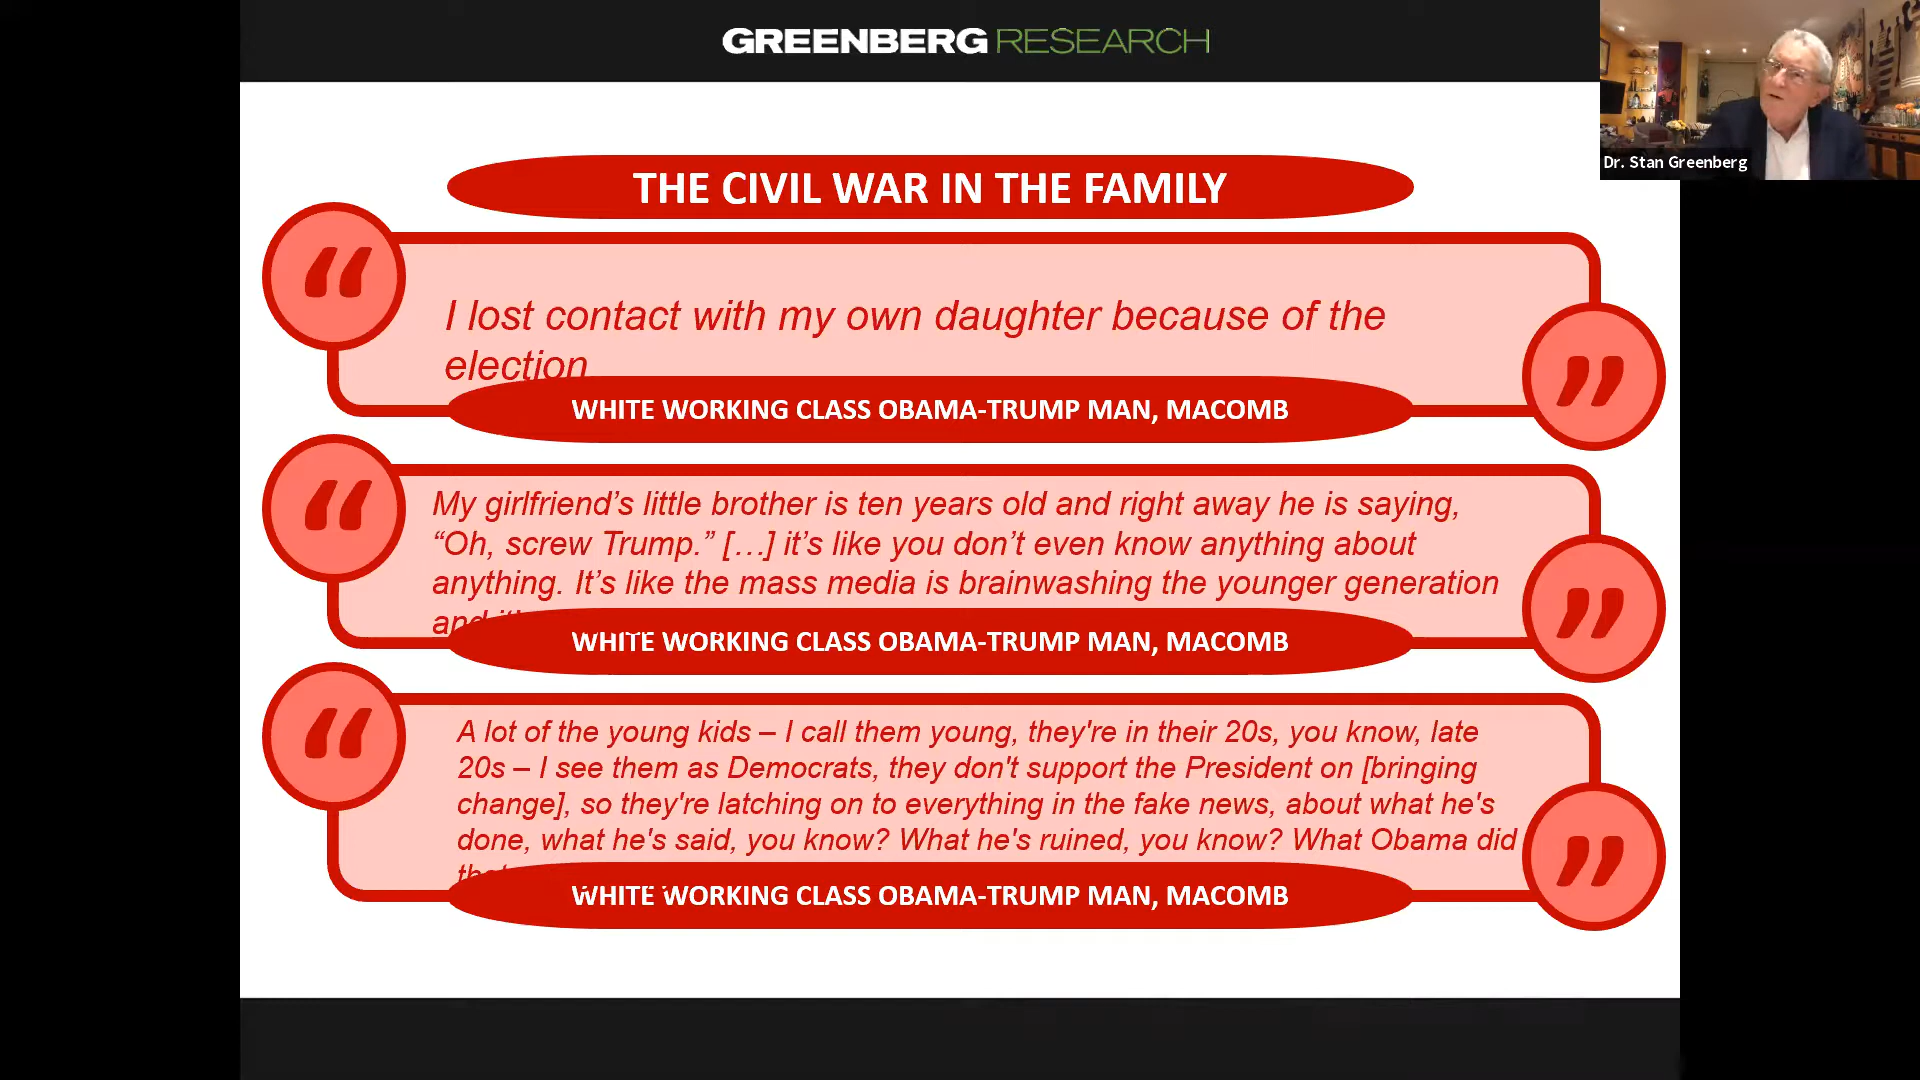 GREENBERG RESEARCH
Dr. Stan Greenberg
THE CIVIL WAR IN THE FAMILY
“
I lost contact with my own daughter because of the
election
”
WHITE WORKING CLASS OBAMA-TRUMP MAN, MACOMB
“
My girlfriend’s little brother is ten years old and right away he is saying,
“Oh, screw Trump.” […] it’s like you don’t even know anything about
anything. It’s like the mass media is brainwashing the younger generation
and
”
WHITE WORKING CLASS OBAMA-TRUMP MAN, MACOMB
“
A lot of the young kids – I call them young, they're in their 20s, you know, late
20s – I see them as Democrats, they don't support the President on [bringing
change], so they're latching on to everything in the fake news, about what he's
done, what he's said, you know? What he's ruined, you know? What Obama did
”
WHITE WORKING CLASS OBAMA-TRUMP MAN, MACOMB